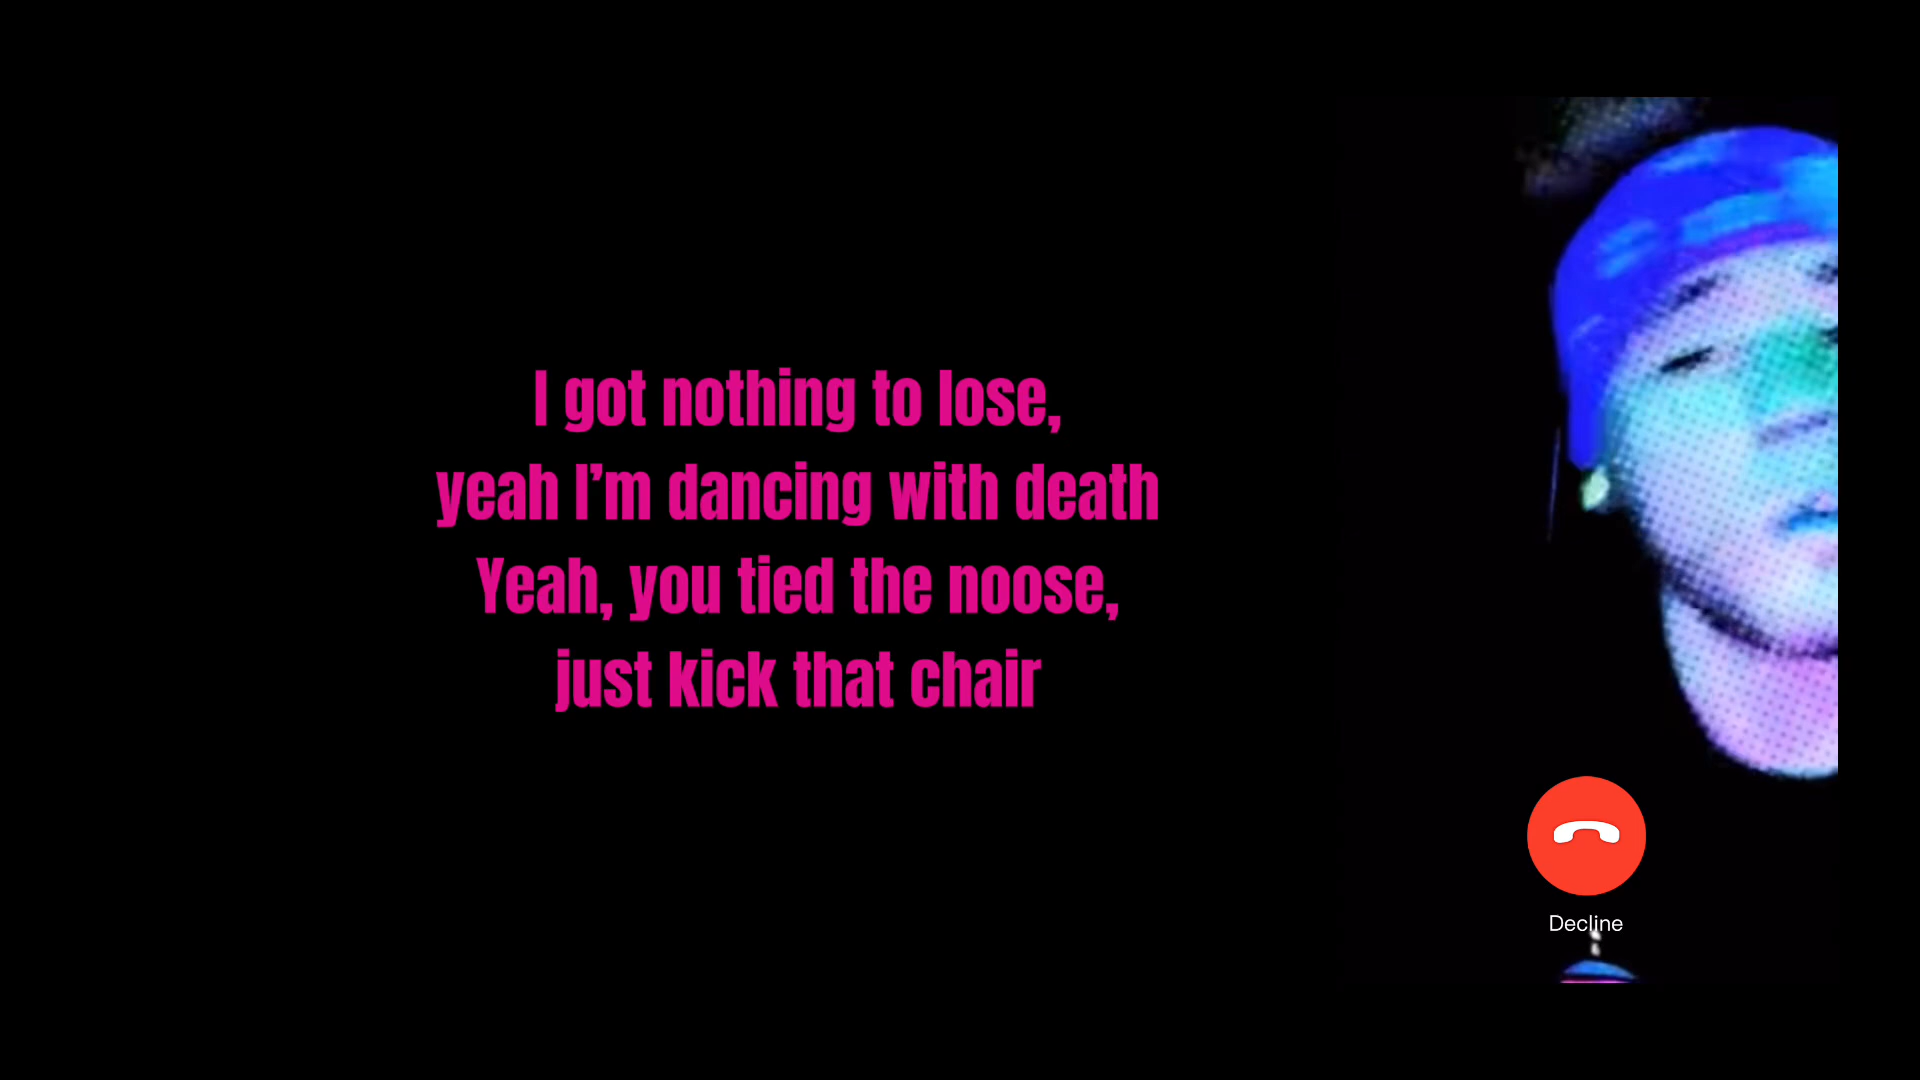 I got nothing to lose,
yeah I’m dancing with death
Yeah, you tied the noose,
just kick that chair
Decline